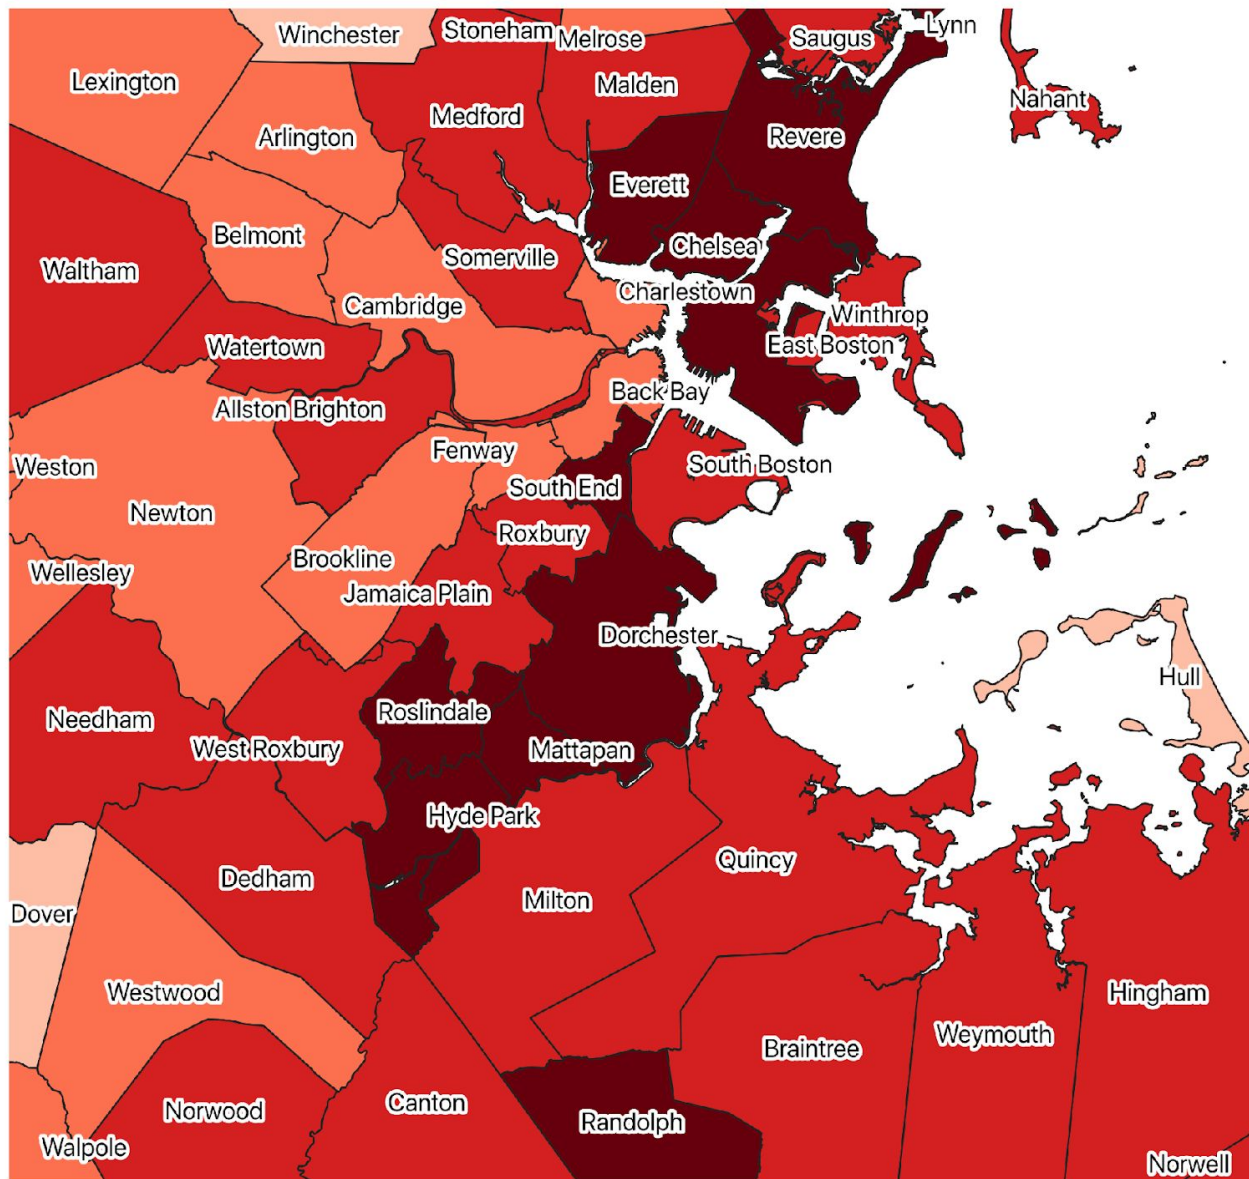 Winchester
Stoneham
Melrose
Saugus
Lynn
Lexington
Malden
Nahant
Arlington
Medford
Revere
Everett
Belmont
Chelsea
Waltham
Somerville
Charlestown
Cambridge
Winthrop
Watertown
East Boston
Back Bay
Allston Brighton
Fenway
Weston
South Boston
South End
Newton
Roxbury
Brookline
Wellesley
Jamaica Plain
Dorchester
Hull
Roslindale
Needham
West Roxbury
Mattapan
Hyde Park
Quincy
Dedham
Milton
Dover
Westwood
Hingham
Weymouth
Braintree
Canton
Norwood
Randolph
Walpole
Norwell